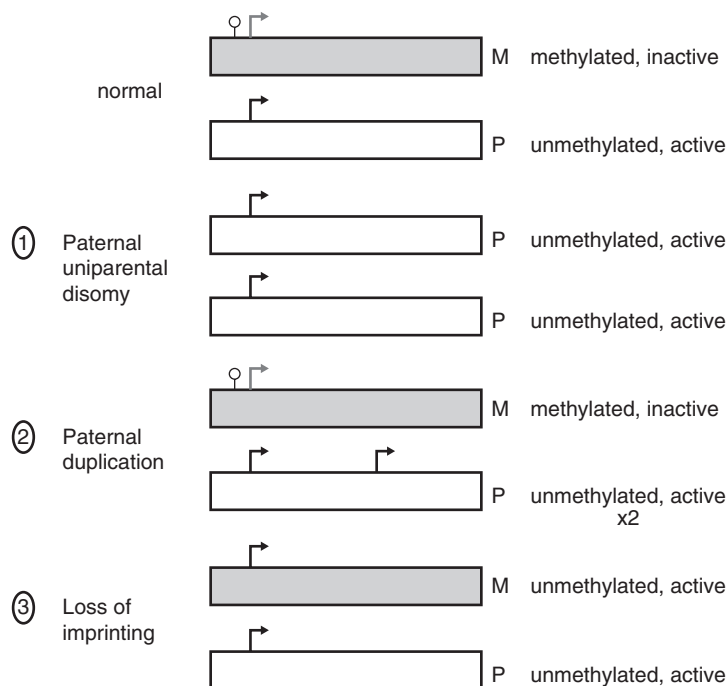 M methylated, inactive
normal
P unmethylated, active
P unmethylated, active
1 Paternal
uniparental
disomy
P unmethylated, active
M methylated, inactive
2 Paternal
duplication
P unmethylated, active
x2
M unmethylated, active
3 Loss of
imprinting
P unmethylated, active